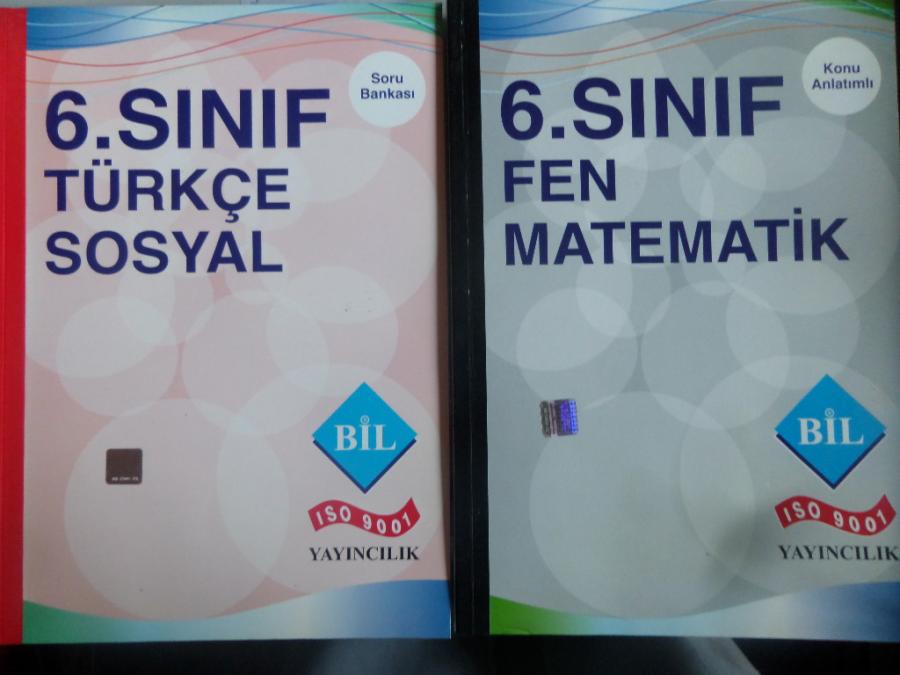 Soru
Bankası
6.SINIF
TÜRKÇE
SOSYAL
BİL
ISO 9001
YAYINCILIK
Konu
Anlatımlı
6.SINIF
FEN
MATEMATİK
BİL
ISO 9001
YAYINCILIK